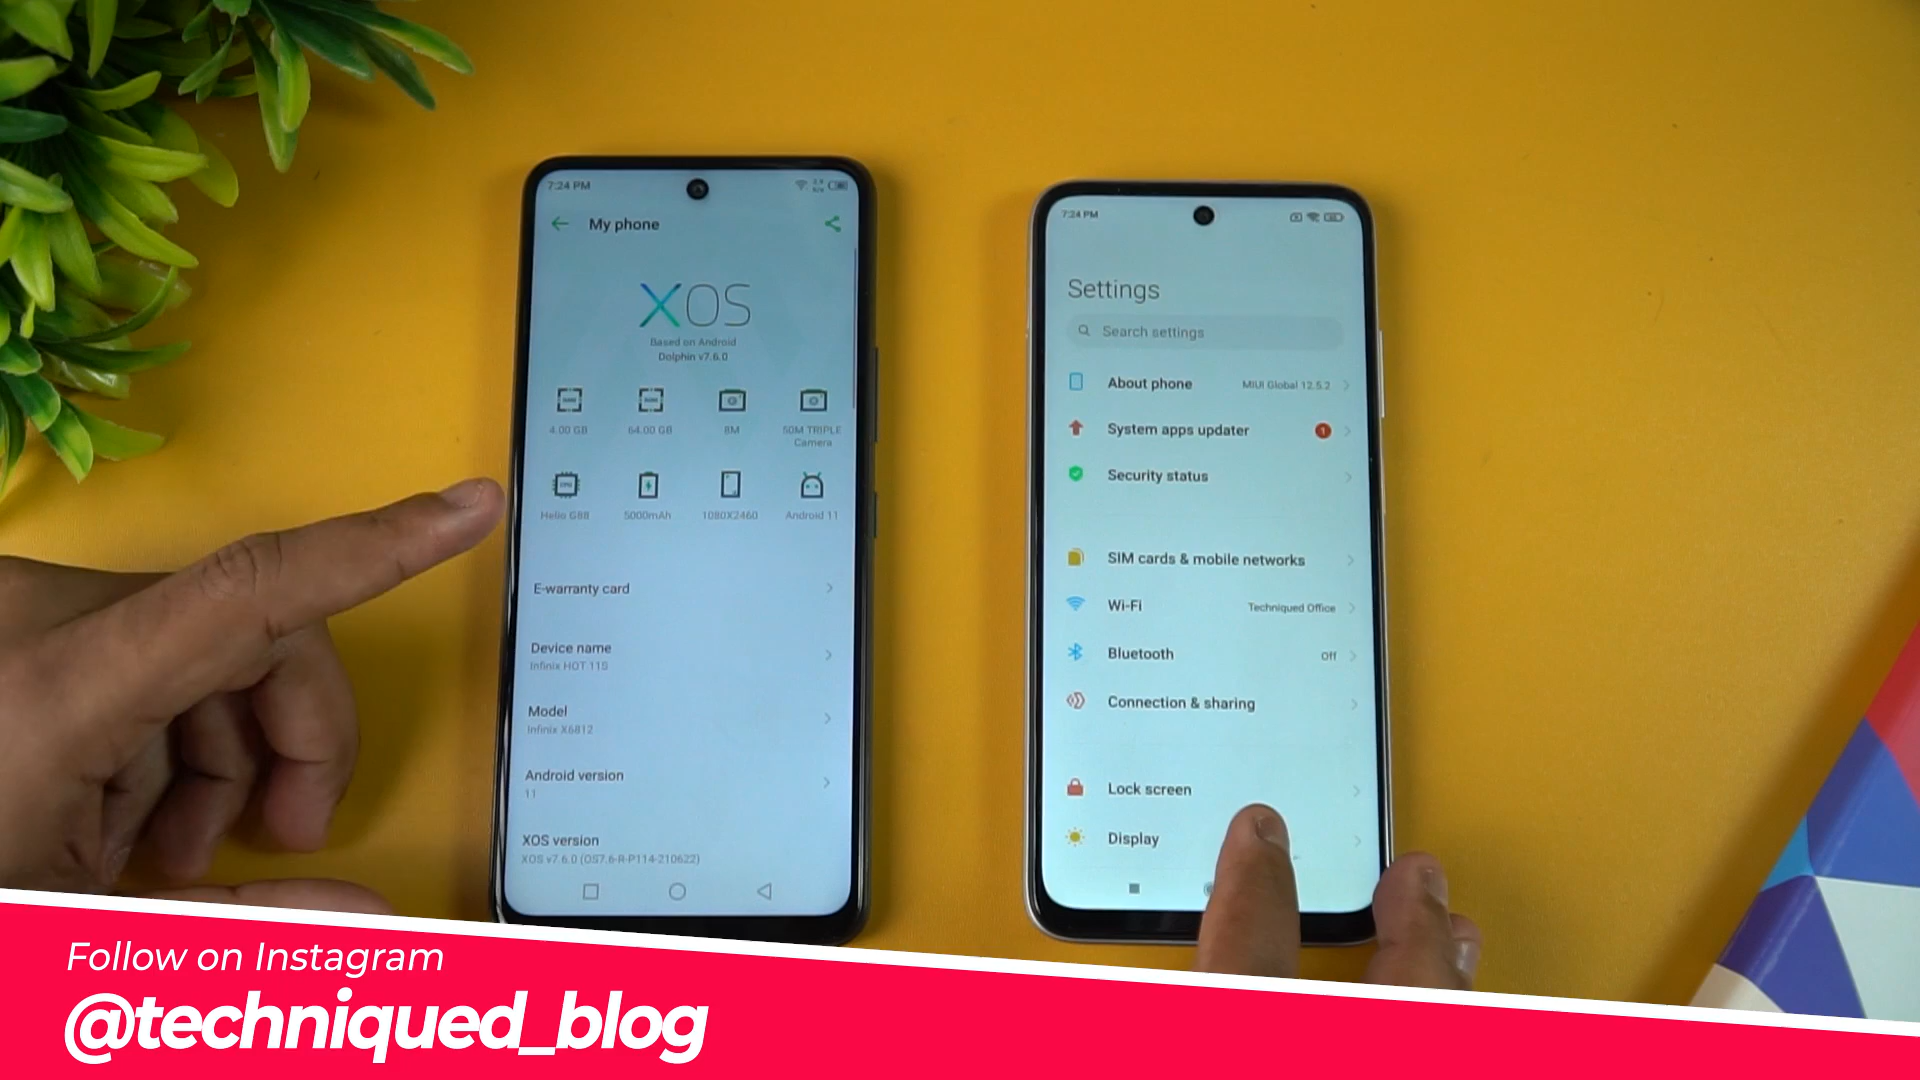 7:24 PM
My phone
XOS
Based on Android
Dolphin v7.6.0
4.00 GB
64.00 GB
8M
50M TRIPLE
Camera
Helio G88
5000mAh
1080X2460
Android 11
E-warranty card
Device name
Infinix HOT 11S
Model
Infinix X6812
Android version
11
XOS version
XOS v7.6.0 (OS7.6-R-P114-210622)
7:24 PM
Settings
Search settings
About phone MIUI Global 12.5.2
System apps updater 1
Security status
SIM cards & mobile networks
Wi-Fi Techniqued Office
Bluetooth Off
Connection & sharing
Lock screen
Display
Follow on Instagram
@techniqued_blog